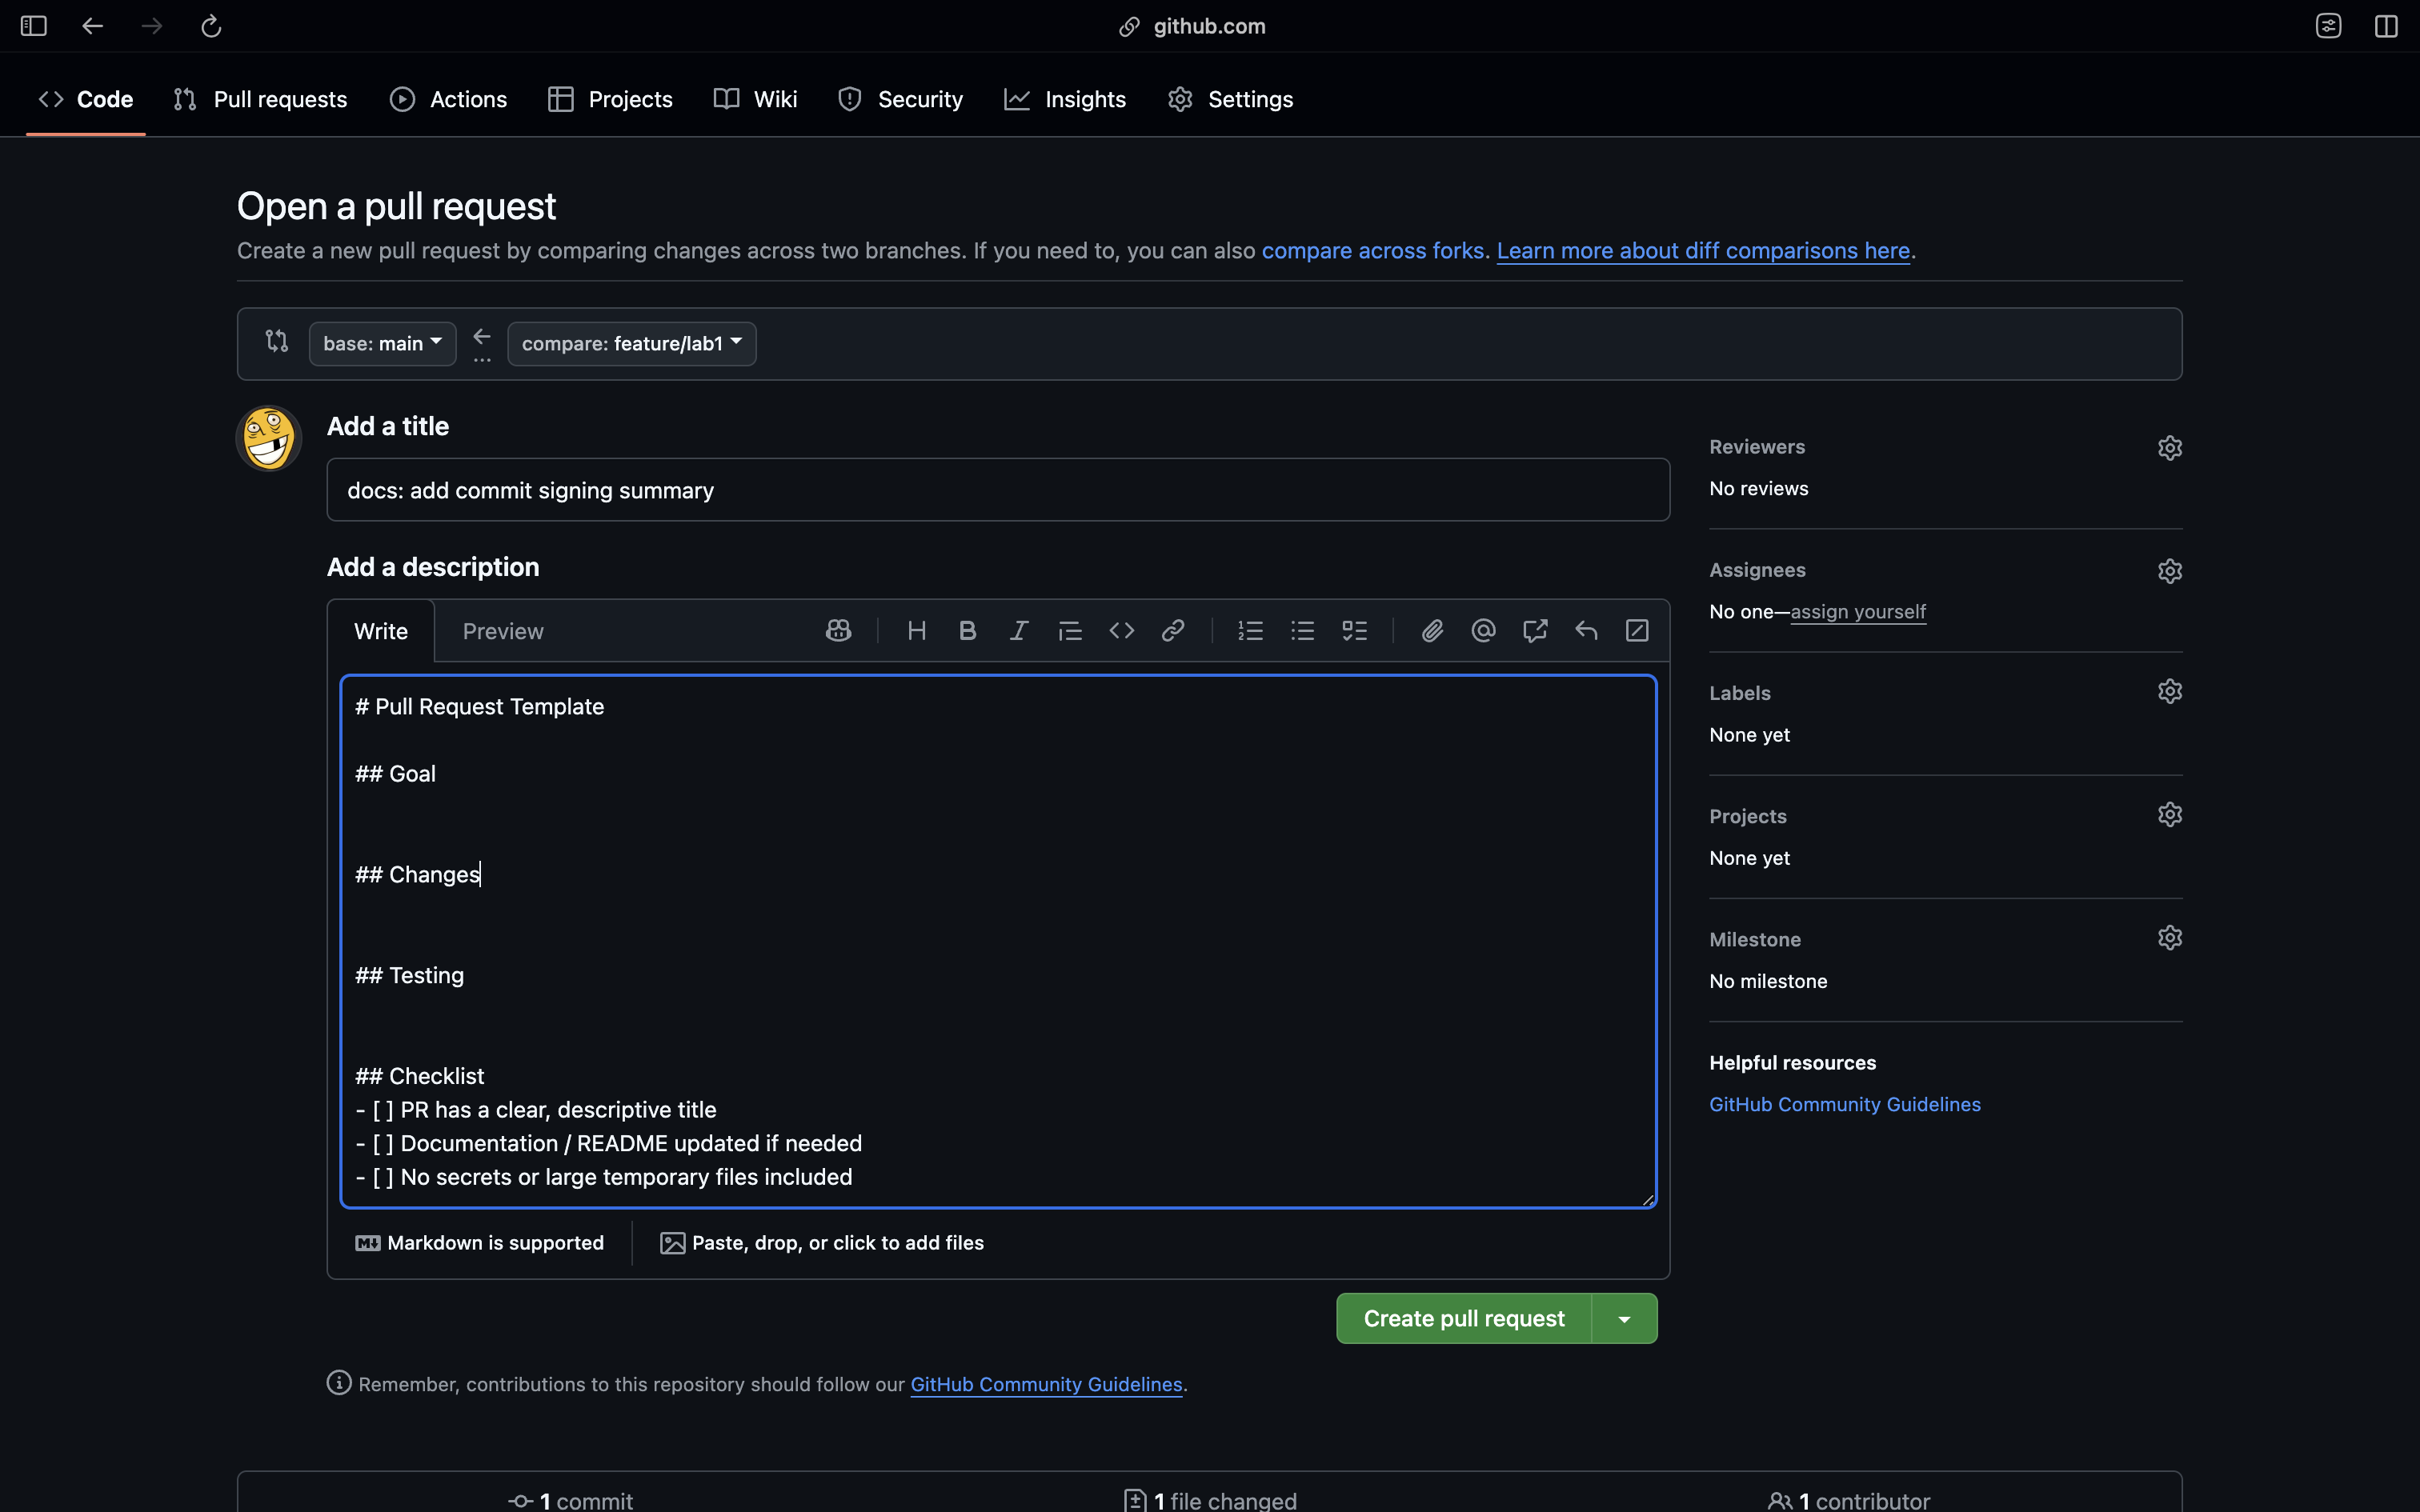 github.com
Code Pull requests Actions Projects Wiki Security Insights Settings
Open a pull request
Create a new pull request by comparing changes across two branches. If you need to, you can also compare across forks. Learn more about diff comparisons here.
base: main compare: feature/lab1
Add a title
docs: add commit signing summary
Add a description
Write Preview
# Pull Request Template
## Goal
## Changes
## Testing
## Checklist
- [ ] PR has a clear, descriptive title
- [ ] Documentation / README updated if needed
- [ ] No secrets or large temporary files included
Markdown is supported Paste, drop, or click to add files
Create pull request
Remember, contributions to this repository should follow our GitHub Community Guidelines.
Reviewers
No reviews
Assignees
No one—assign yourself
Labels
None yet
Projects
None yet
Milestone
No milestone
Helpful resources
GitHub Community Guidelines
1 commit 1 file changed 1 contributor